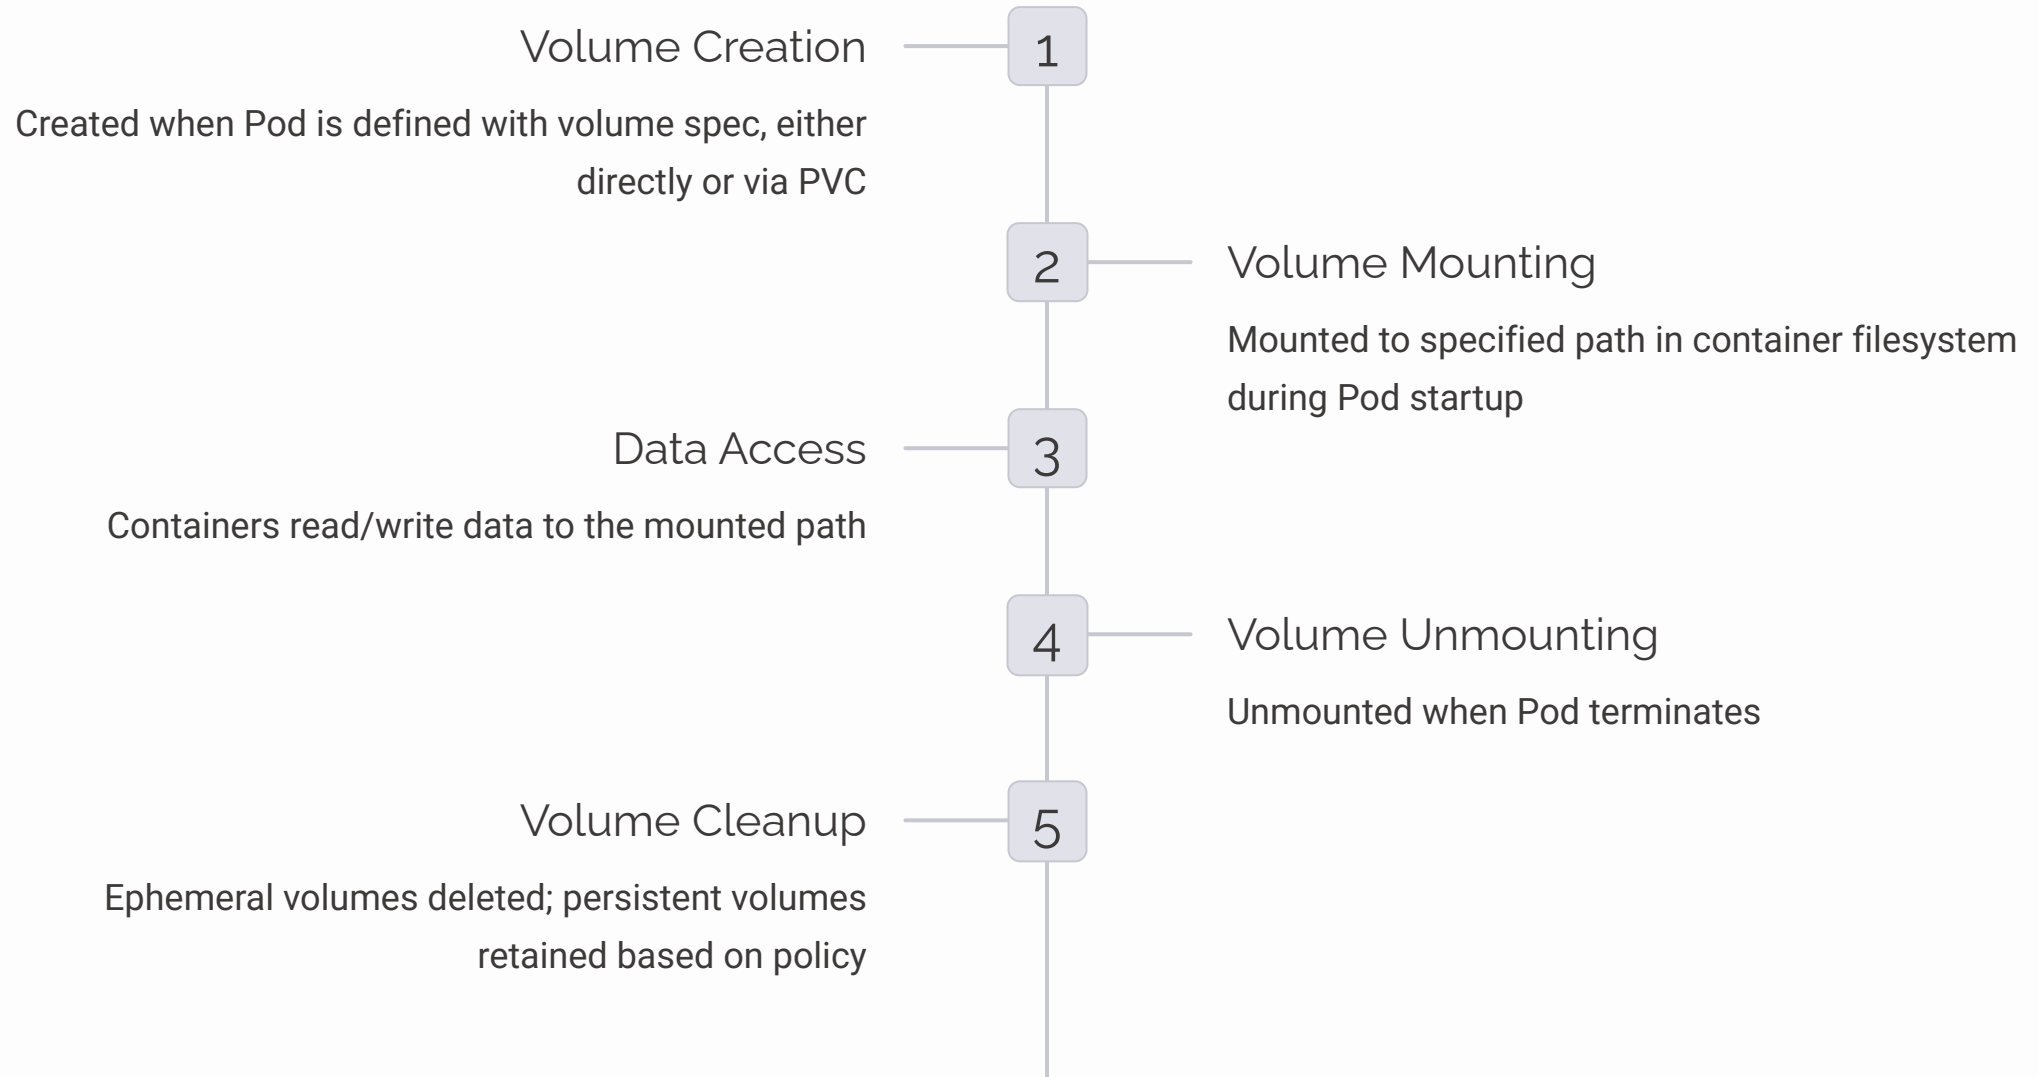 Volume Creation
1
Created when Pod is defined with volume spec, either
directly or via PVC
2
Volume Mounting
Mounted to specified path in container filesystem
during Pod startup
Data Access
3
Containers read/write data to the mounted path
4
Volume Unmounting
Unmounted when Pod terminates
Volume Cleanup
5
Ephemeral volumes deleted; persistent volumes
retained based on policy